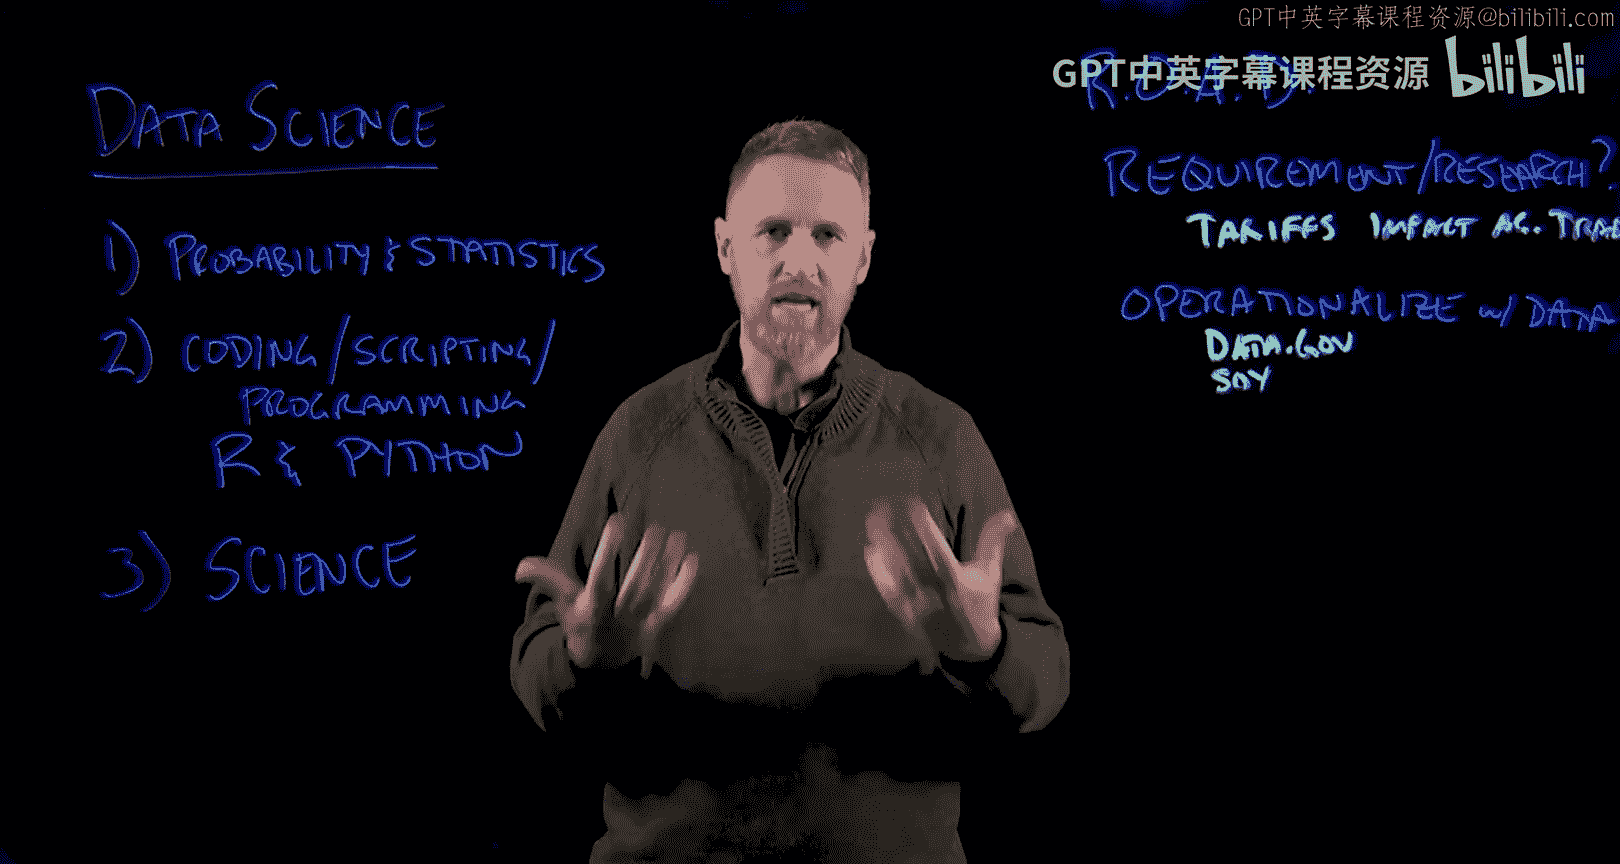 GPT中英字幕课程资源@bilibili.com
GPT中英字幕课程资源 bilibili
R.O.A.D.
DATA SCIENCE
1) PROBABILITY & STATISTICS
2) CODING/SCRIPTING/
PROGRAMMING
R & PYTHON
3) SCIENCE
REQUIREMENT/RESEARCH?
TARIFFS IMPACT AG.
OPERATIONALIZE w/ DATA
DATA.GOV
SOY